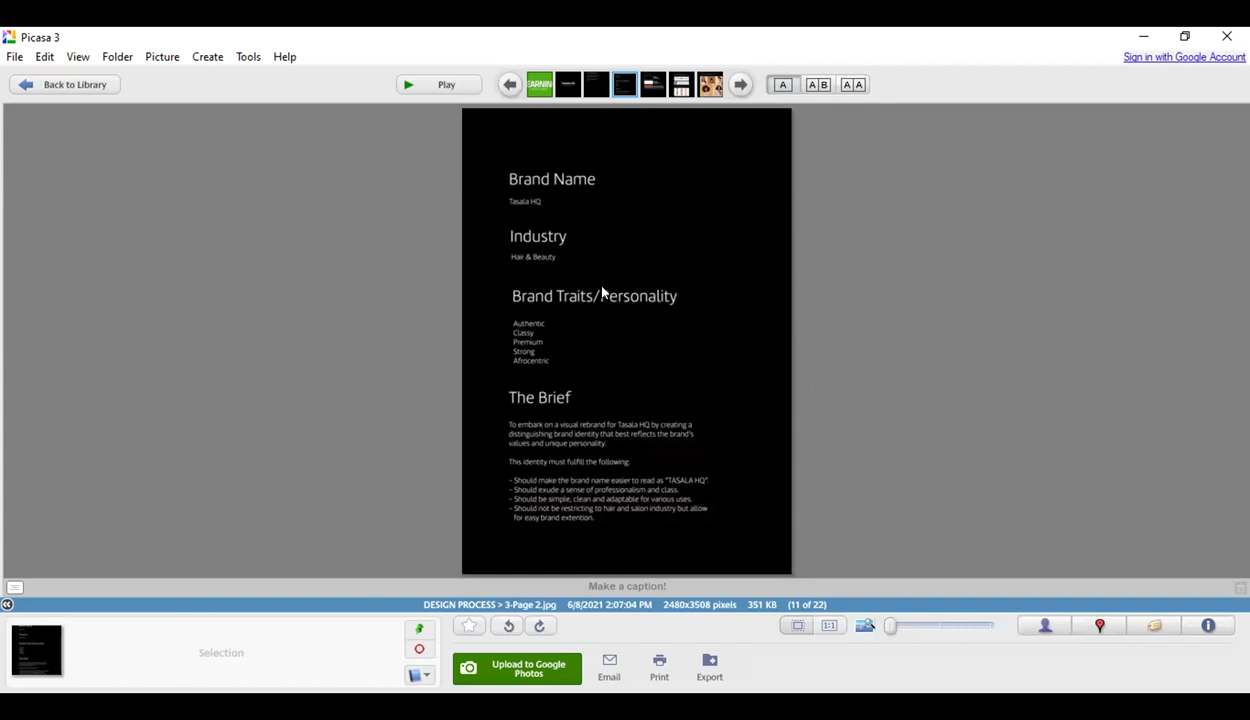 Picasa 3
File Edit View Folder Picture Create Tools Help
Sign in with Google Account
Back to Library
Play
EARNIN
A
A B
A A
Brand Name
Tasala HQ
Industry
Hair & Beauty
Brand Traits/Personality
Authentic
Classy
Premium
Strong
Afrocentric
The Brief
To embark on a visual rebrand for Tasala HQ by creating a
distinguishing brand identity that best reflects the brand's
values and unique personality.
This identity must fulfill the following:
- Should make the brand name easier to read as "TASALA HQ".
- Should exude a sense of professionalism and class.
- Should be simple, clean and adaptable for various uses.
- Should not be restricting to hair and salon industry but allow
for easy brand extention.
Make a caption!
DESIGN PROCESS > 3-Page 2.jpg 6/8/2021 2:07:04 PM 2480x3508 pixels 351 KB (11 of 22)
Selection
1:1
Upload to Google
Photos
Email
Print
Export